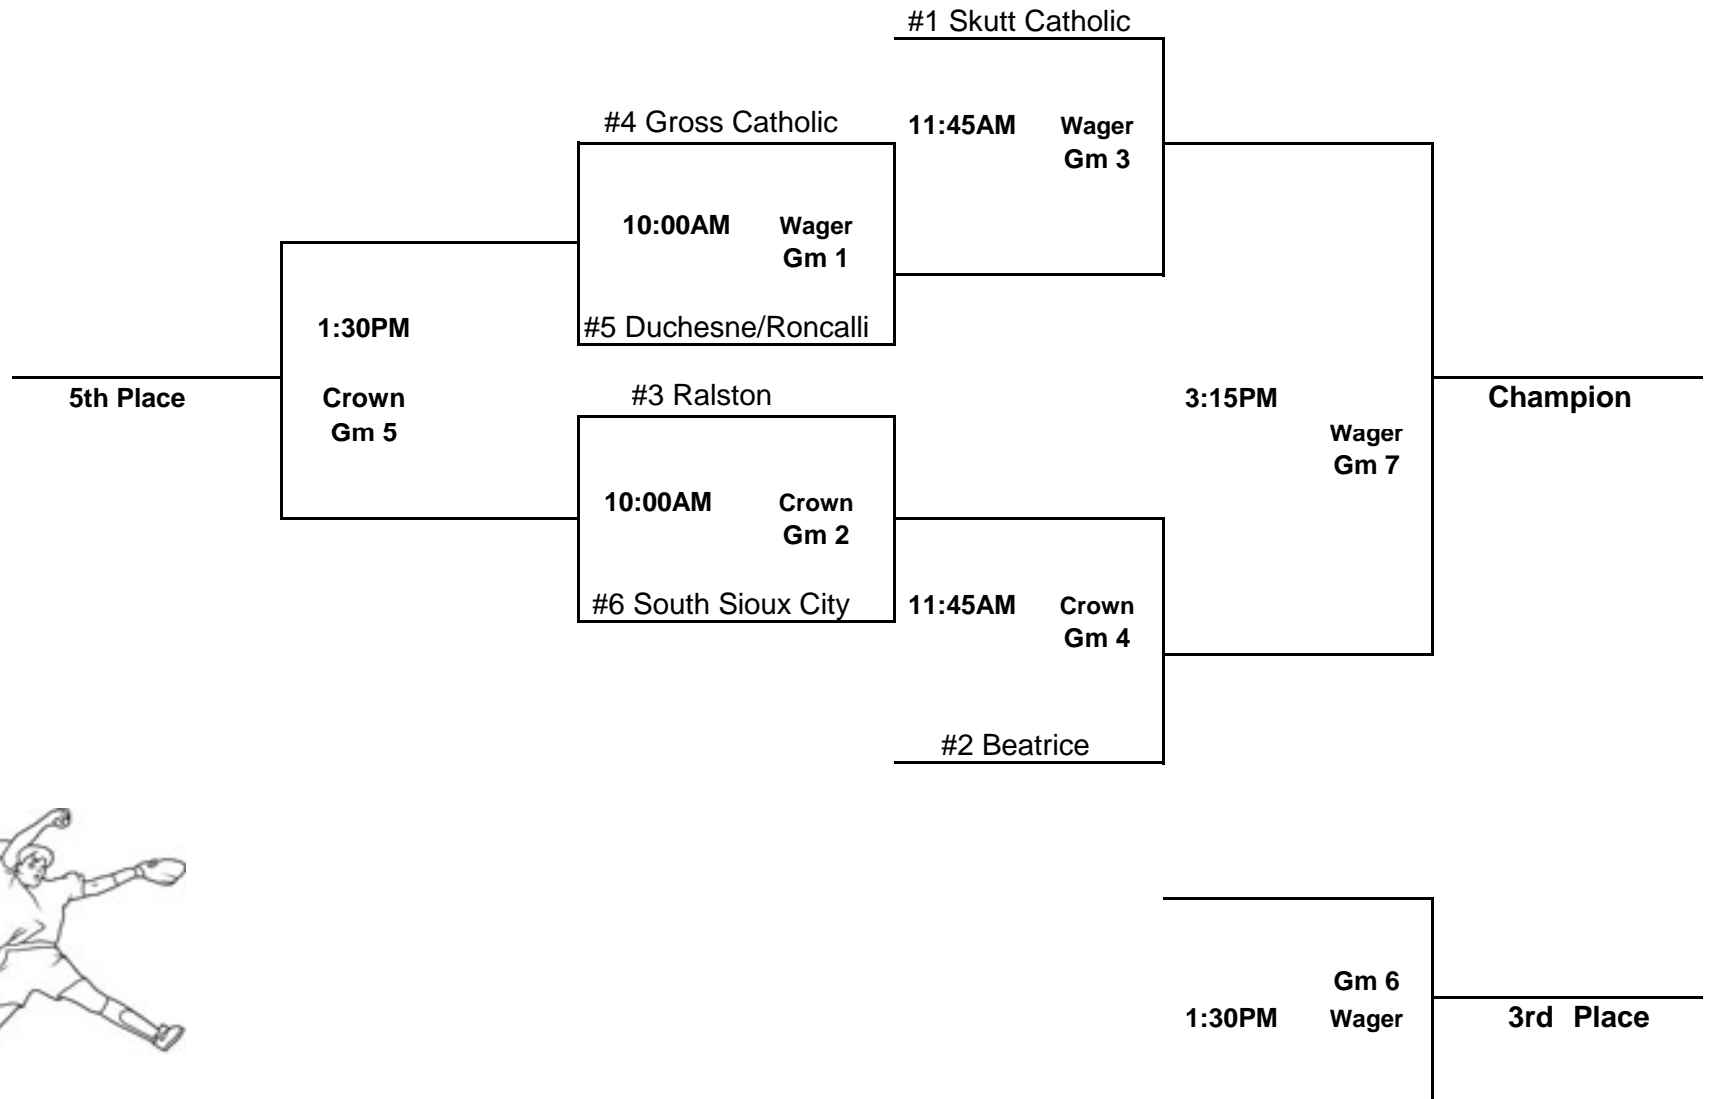 #1 Skutt Catholic
#4 Gross Catholic
11:45AM Wager
Gm 3
10:00AM Wager
Gm 1
1:30PM
#5 Duchesne/Roncalli
5th Place
Crown
Gm 5
#3 Ralston
3:15PM
Champion
Wager
Gm 7
10:00AM Crown
Gm 2
#6 South Sioux City
11:45AM Crown
Gm 4
#2 Beatrice
Gm 6
1:30PM Wager
3rd Place